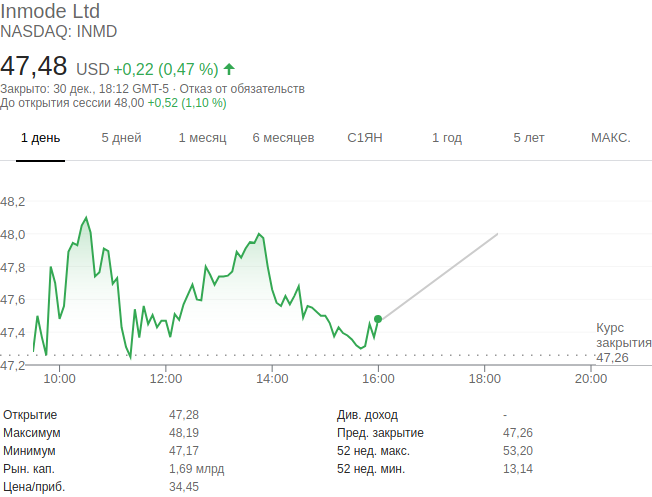 Inmode Ltd
NASDAQ: INMD
47,48 USD +0,22 (0,47 %)
Закрыто: 30 дек., 18:12 GMT-5 · Отказ от обязательств
До открытия сессии 48,00 +0,52 (1,10 %)
1 день 5 дней 1 месяц 6 месяцев С1ЯН 1 год 5 лет МАКС.
48,2
48,0
47,8
47,6
47,4
47,2
Курс
закрытия
47,26
10:00 12:00 14:00 16:00 18:00 20:00
Открытие 47,28 Див. доход -
Максимум 48,19 Пред. закрытие 47,26
Минимум 47,17 52 нед. макс. 53,20
Рын. кап. 1,69 млрд 52 нед. мин. 13,14
Цена/приб. 34,45